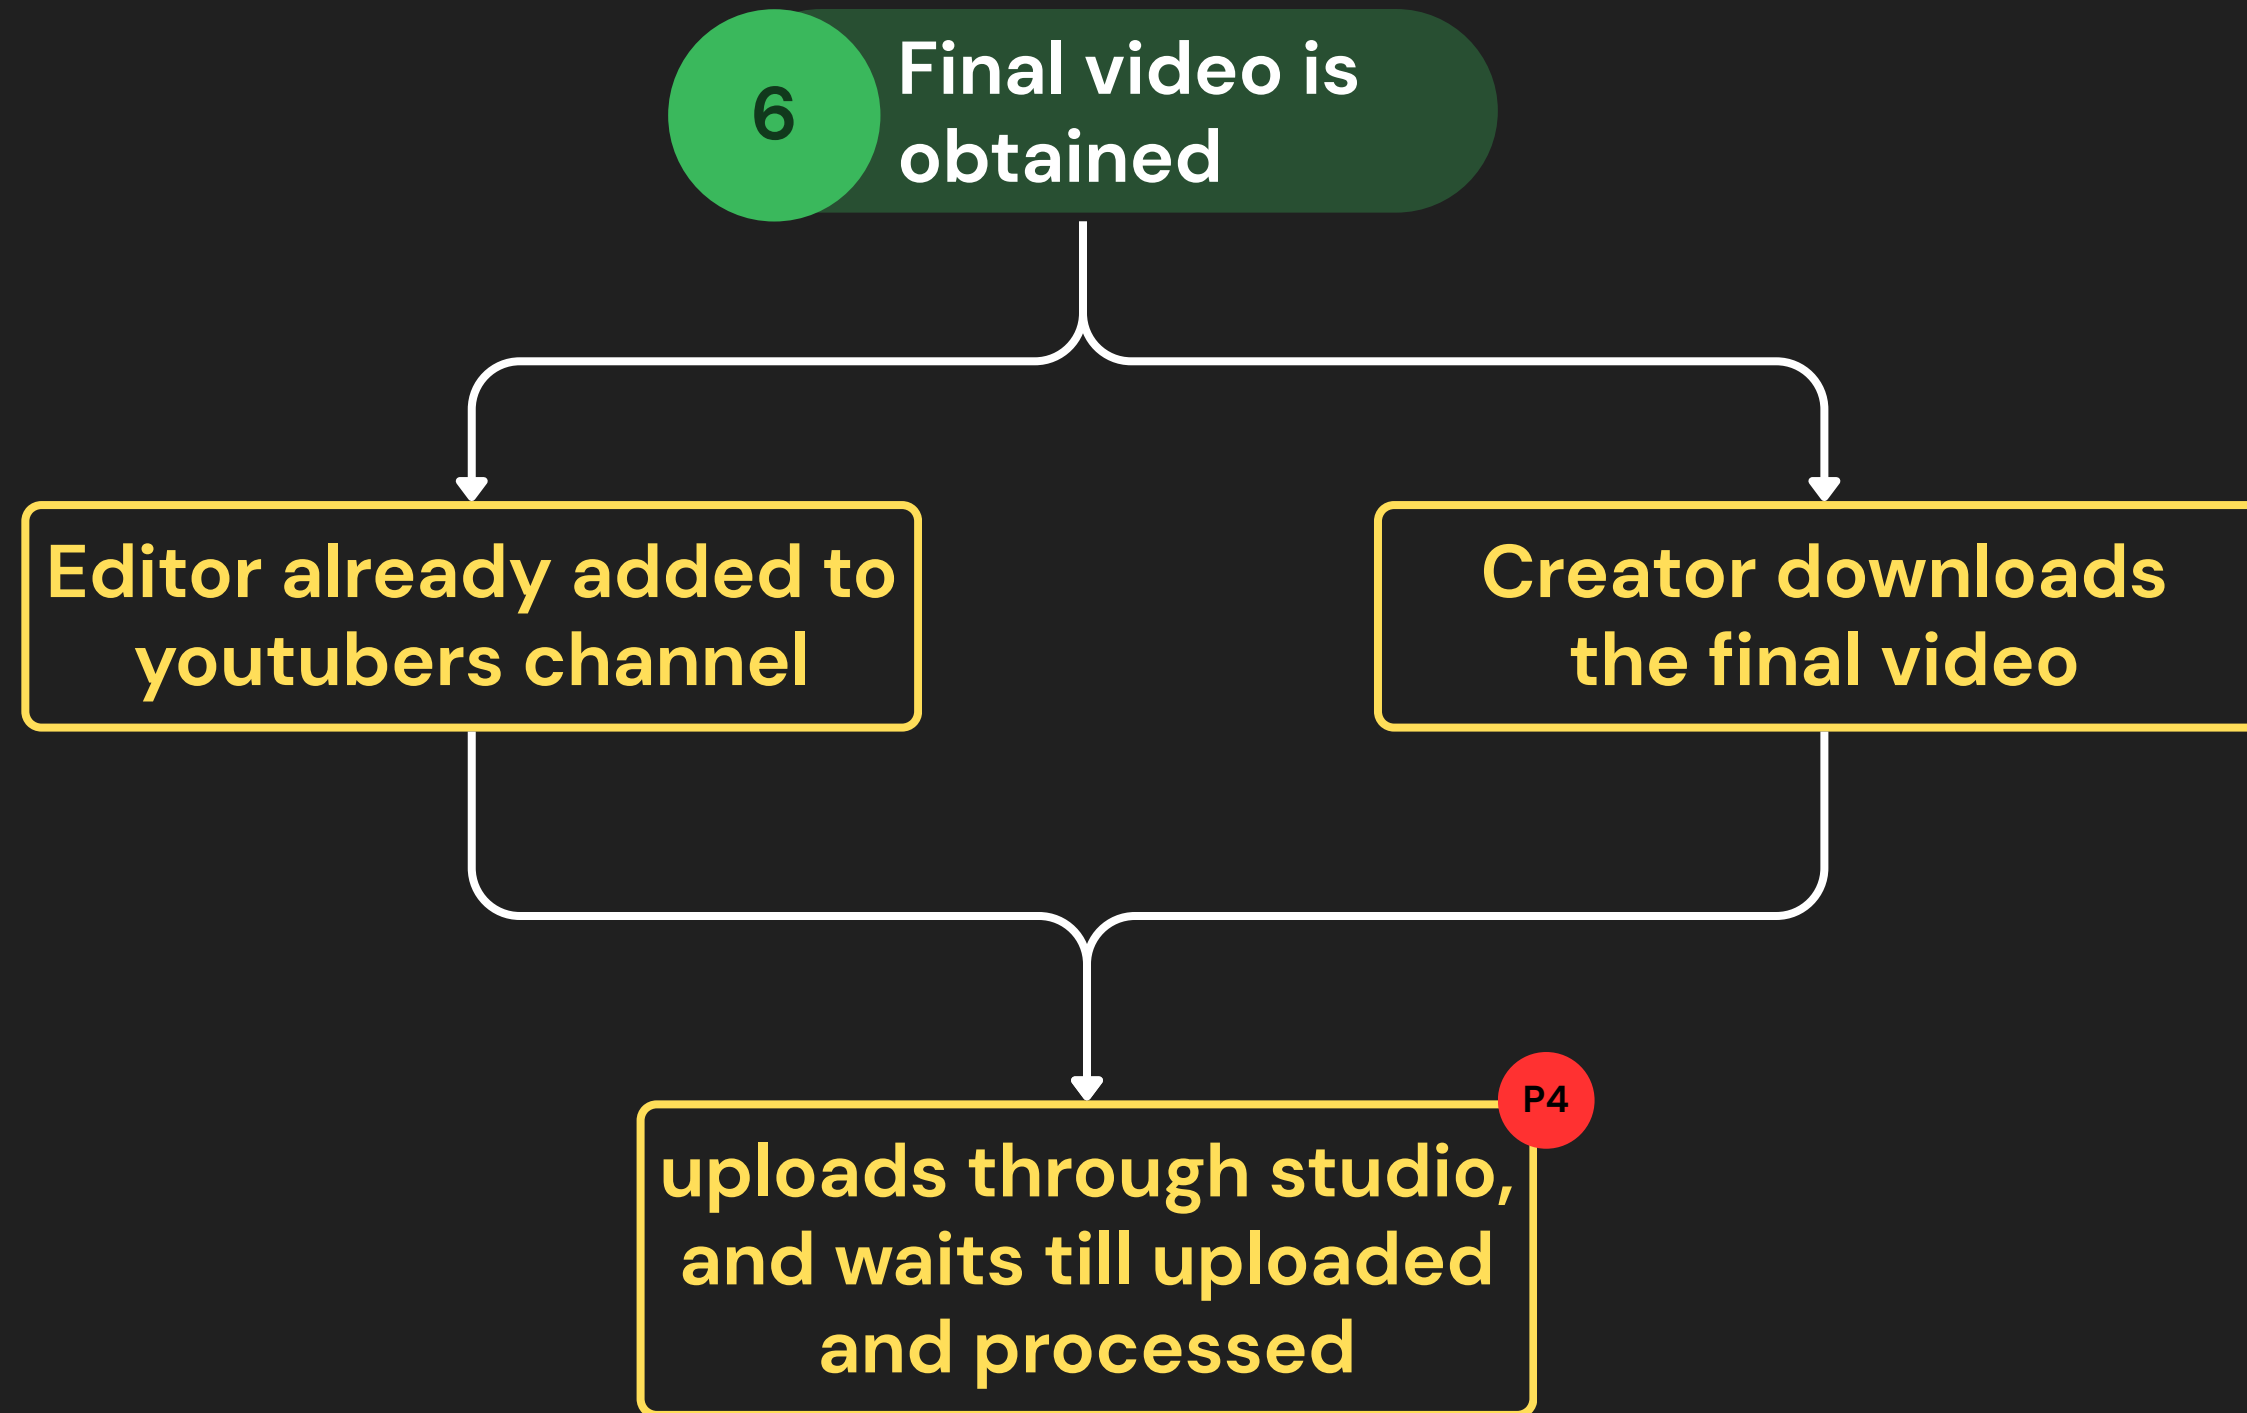 6
Final video is
obtained
Editor already added to
youtubers channel
Creator downloads
the final video
P4
uploads through studio,
and waits till uploaded
and processed